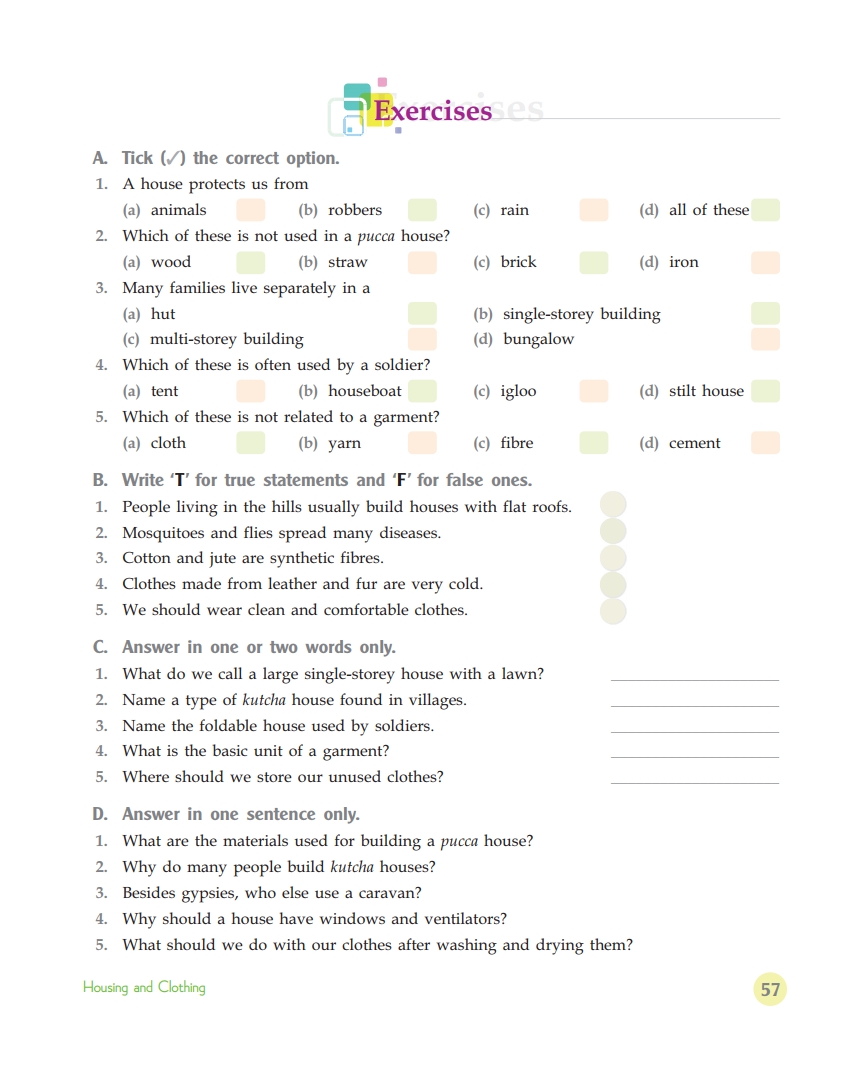 Exercises
A. Tick (✓) the correct option.
1. A house protects us from
(a) animals (b) robbers (c) rain (d) all of these
2. Which of these is not used in a pucca house?
(a) wood (b) straw (c) brick (d) iron
3. Many families live separately in a
(a) hut (b) single-storey building
(c) multi-storey building (d) bungalow
4. Which of these is often used by a soldier?
(a) tent (b) houseboat (c) igloo (d) stilt house
5. Which of these is not related to a garment?
(a) cloth (b) yarn (c) fibre (d) cement
B. Write ‘T’ for true statements and ‘F’ for false ones.
1. People living in the hills usually build houses with flat roofs.
2. Mosquitoes and flies spread many diseases.
3. Cotton and jute are synthetic fibres.
4. Clothes made from leather and fur are very cold.
5. We should wear clean and comfortable clothes.
C. Answer in one or two words only.
1. What do we call a large single-storey house with a lawn?
2. Name a type of kutcha house found in villages.
3. Name the foldable house used by soldiers.
4. What is the basic unit of a garment?
5. Where should we store our unused clothes?
D. Answer in one sentence only.
1. What are the materials used for building a pucca house?
2. Why do many people build kutcha houses?
3. Besides gypsies, who else use a caravan?
4. Why should a house have windows and ventilators?
5. What should we do with our clothes after washing and drying them?
Housing and Clothing 57